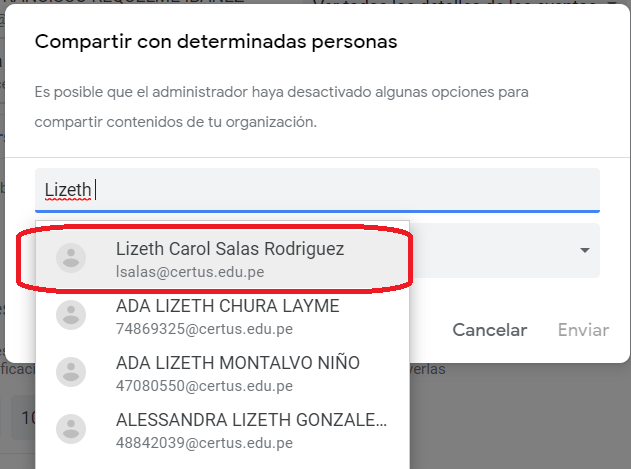 Compartir con determinadas personas
Es posible que el administrador haya desactivado algunas opciones para
compartir contenidos de tu organización.
Lizeth
Lizeth Carol Salas Rodriguez
lsalas@certus.edu.pe
ADA LIZETH CHURA LAYME
74869325@certus.edu.pe
ADA LIZETH MONTALVO NIÑO
47080550@certus.edu.pe
Cancelar Enviar
verlas
10
ALESSANDRA LIZETH GONZALE...
48842039@certus.edu.pe